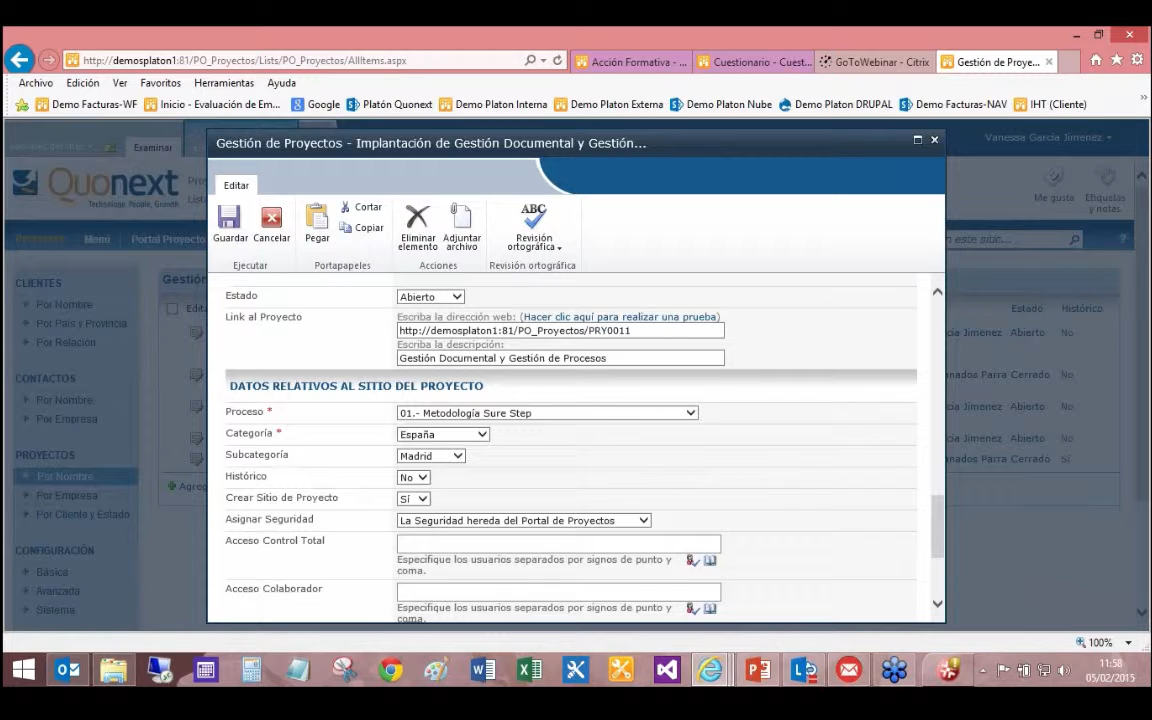 http://demosplaton1:81/PO_Proyectos/Lists/PO_Proyectos/AllItems.aspx
Acción Formativa - ...
Cuestionario - Cuest...
GoToWebinar - Citrix
Gestión de Proye...
Archivo Edición Ver Favoritos Herramientas Ayuda
Demo Facturas-WF Inicio - Evaluación de Em... Google Platón Quonext Demo Platon Interna Demo Platon Externa Demo Platon Nube Demo Platon DRUPAL Demo Facturas-NAV IHT (Cliente)
Examinar
Vanessa García Jimenez
Quonext
Technology, People, Growth
Me gusta
Etiquetas y notas
Menú Portal Proyecto
en este sitio...
CLIENTES
Por Nombre
Por País y Provincia
Por Relación
CONTACTOS
Por Nombre
Por Empresa
PROYECTOS
Por Nombre
Por Empresa
Por Cliente y Estado
CONFIGURACIÓN
Básica
Avanzada
Sistema
Gestión de Proyectos - Implantación de Gestión Documental y Gestión...
Editar
Guardar Cancelar
Pegar
Cortar
Copiar
Eliminar elemento
Adjuntar archivo
ABC
Revisión ortográfica
Ejecutar Portapapeles Acciones Revisión ortográfica
Estado Abierto
Link al Proyecto Escriba la dirección web: (Hacer clic aquí para realizar una prueba)
http://demosplaton1:81/PO_Proyectos/PRY0011
Escriba la descripción:
Gestión Documental y Gestión de Procesos
DATOS RELATIVOS AL SITIO DEL PROYECTO
Proceso * 01.- Metodología Sure Step
Categoría * España
Subcategoría Madrid
Histórico No
Crear Sitio de Proyecto Sí
Asignar Seguridad La Seguridad hereda del Portal de Proyectos
Acceso Control Total
Especifique los usuarios separados por signos de punto y
coma.
Acceso Colaborador
Especifique los usuarios separados por signos de punto y
coma.
Estado Histórico
Jimenez Abierto No
nados Parra Cerrado No
a Jimenez Abierto No
a Jimenez Abierto No
nados Parra Cerrado Sí
100%
11:58
05/02/2015